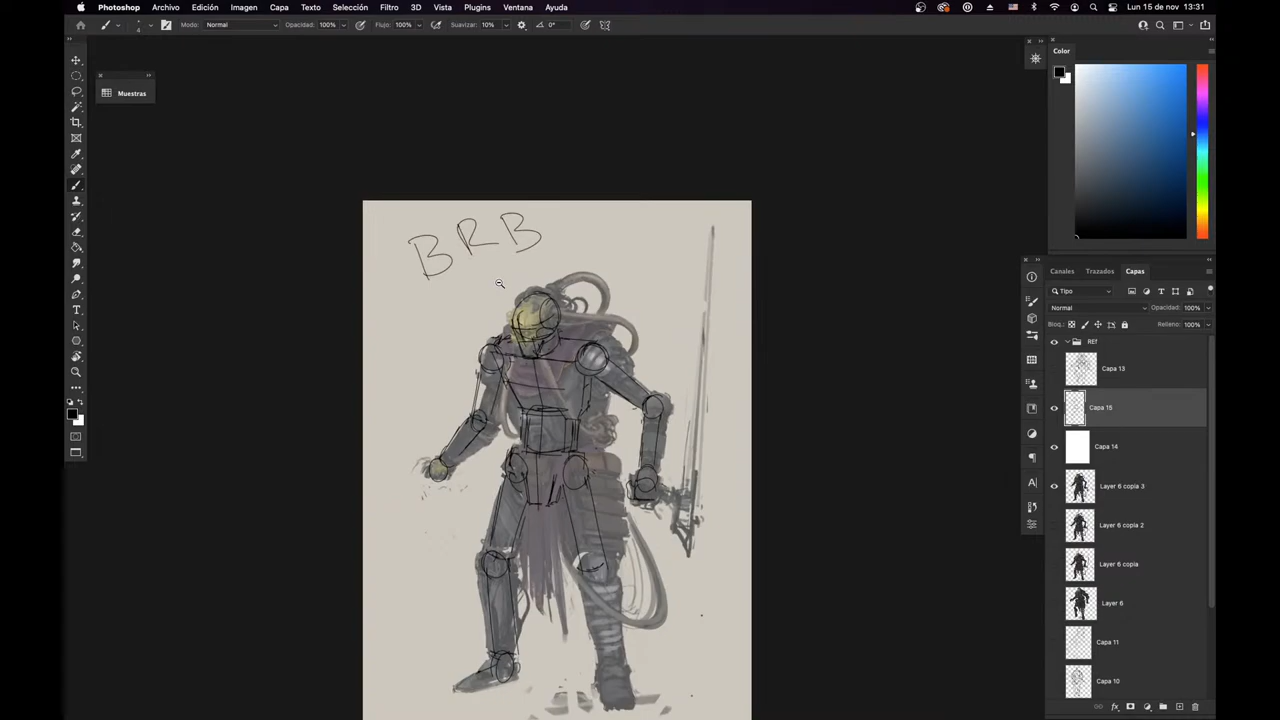 Photoshop Archivo Edición Imagen Capa Texto Selección Filtro 3D Vista Plugins Ventana Ayuda Lun 15 de nov 13:31
4 Modo: Normal Opacidad: 100% Flujo: 100% Suavizar: 10% 0°
Color
Muestras
BRB
Canales Trazados Capas
Tipo
Normal Opacidad: 100%
Bloq.: Relleno: 100%
REf
Capa 13
Capa 15
Capa 14
Layer 6 copia 3
Layer 6 copia 2
Layer 6 copia
Layer 6
Capa 11
Capa 10